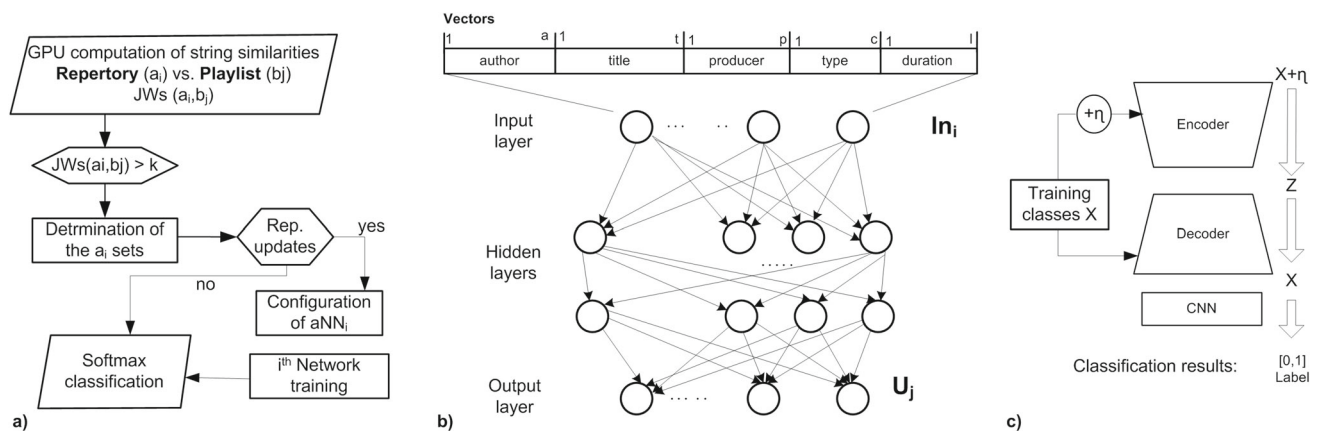 GPU computation of string similarities
Repertory (ai) vs. Playlist (bj)
JWs (ai,bj)
JWs(ai,bj) > k
Detrmination of
the ai sets
Rep.
updates
yes
no
Configuration
of aNNi
Softmax
classification
ith Network
training
a)
Vectors
1 a 1 t 1 p 1 c 1 l
author title producer type duration
Input
layer
... ..
Ini
Hidden
layers
.....
Output
layer
..... ..
Uj
b)
X+η
+η
Encoder
Z
Training
classes X
Decoder
X
CNN
Classification results:
[0,1]
Label
c)